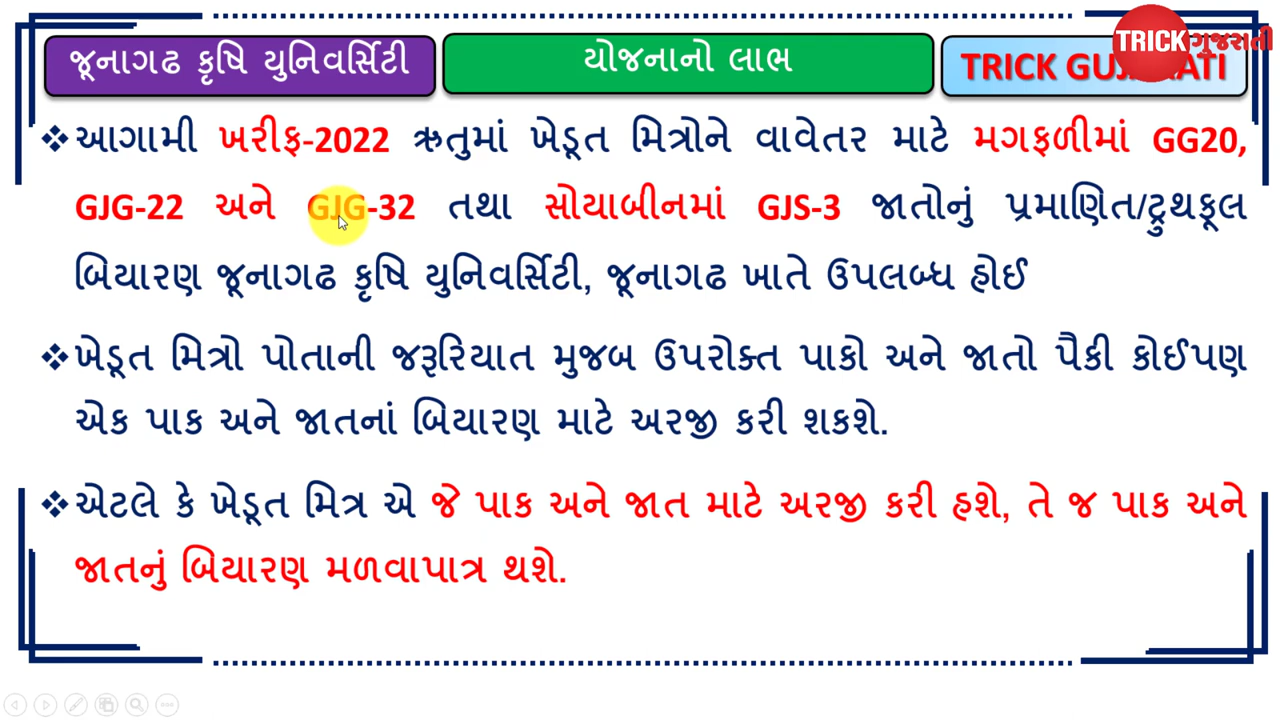 જૂનાગઢ કૃષિ યુનિવર્સિટી
યોજનાનો લાભ
TRICK GUJARATI
TRICKગુજરાતી
❖ આગામી ખરીફ-2022 ઋતુમાં ખેડૂત મિત્રોને વાવેતર માટે મગફળીમાં GG20,
GJG-22 અને GJG-32 તથા સોયાબીનમાં GJS-3 જાતોનું પ્રમાણિત/ટ્રુથફૂલ
બિયારણ જૂનાગઢ કૃષિ યુનિવર્સિટી, જૂનાગઢ ખાતે ઉપલબ્ધ હોઈ
❖ ખેડૂત મિત્રો પોતાની જરૂરિયાત મુજબ ઉપરોક્ત પાકો અને જાતો પૈકી કોઈપણ
એક પાક અને જાતનાં બિયારણ માટે અરજી કરી શકશે.
❖ એટલે કે ખેડૂત મિત્ર એ જે પાક અને જાત માટે અરજી કરી હશે, તે જ પાક અને
જાતનું બિયારણ મળવાપાત્ર થશે.